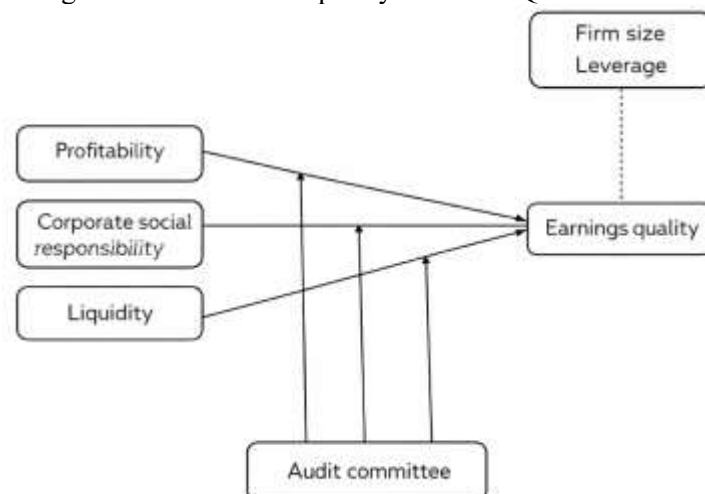 Firm size
Leverage
Profitability
Corporate social
responsibility
Earnings quality
Liquidity
Audit committee